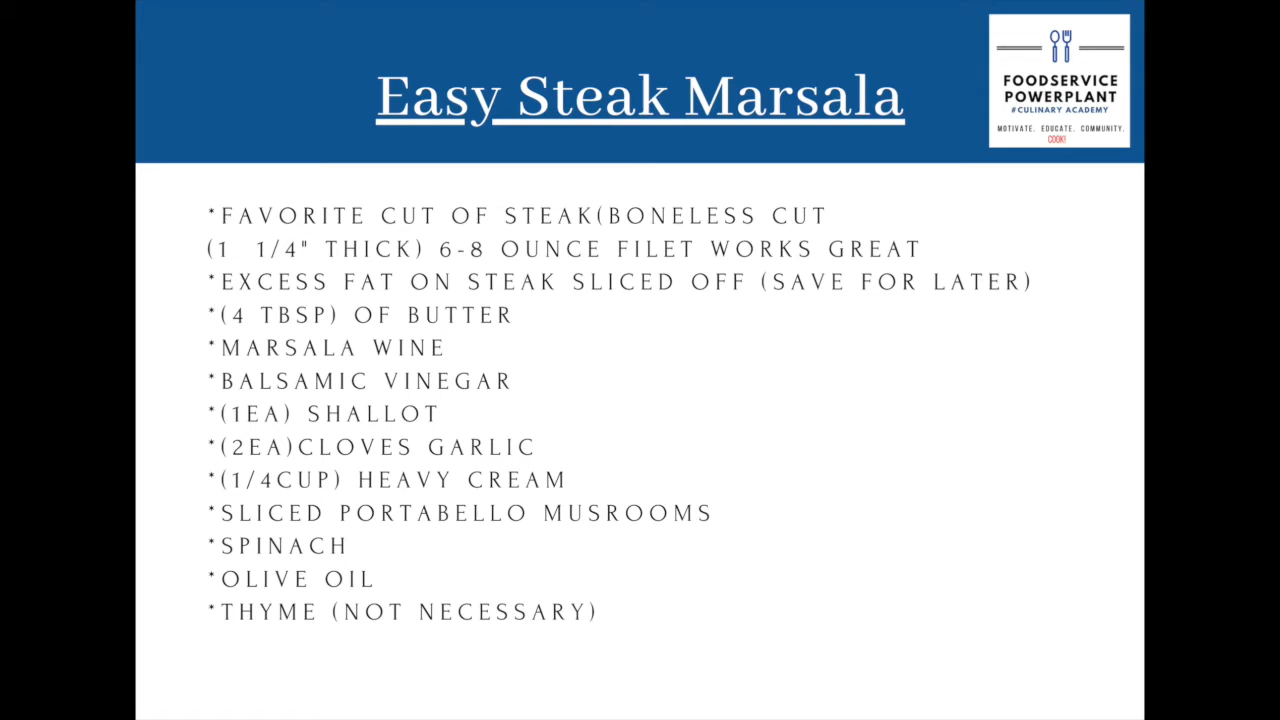 Easy Steak Marsala
FOODSERVICE
POWERPLANT
#CULINARY ACADEMY
MOTIVATE. EDUCATE. COMMUNITY.
COOK!
*FAVORITE CUT OF STEAK(BONELESS CUT
(1 1/4" THICK) 6-8 OUNCE FILET WORKS GREAT
*EXCESS FAT ON STEAK SLICED OFF (SAVE FOR LATER)
*(4 TBSP) OF BUTTER
*MARSALA WINE
*BALSAMIC VINEGAR
*(1EA) SHALLOT
*(2EA)CLOVES GARLIC
*(1/4CUP) HEAVY CREAM
*SLICED PORTABELLO MUSROOMS
*SPINACH
*OLIVE OIL
*THYME (NOT NECESSARY)